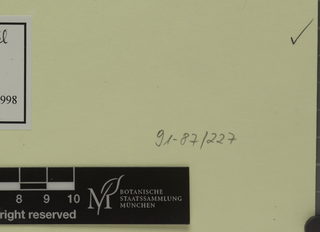 998
91-87/227
8 9 10
BOTANISCHE
STAATSSAMMLUNG
MÜNCHEN
right reserved